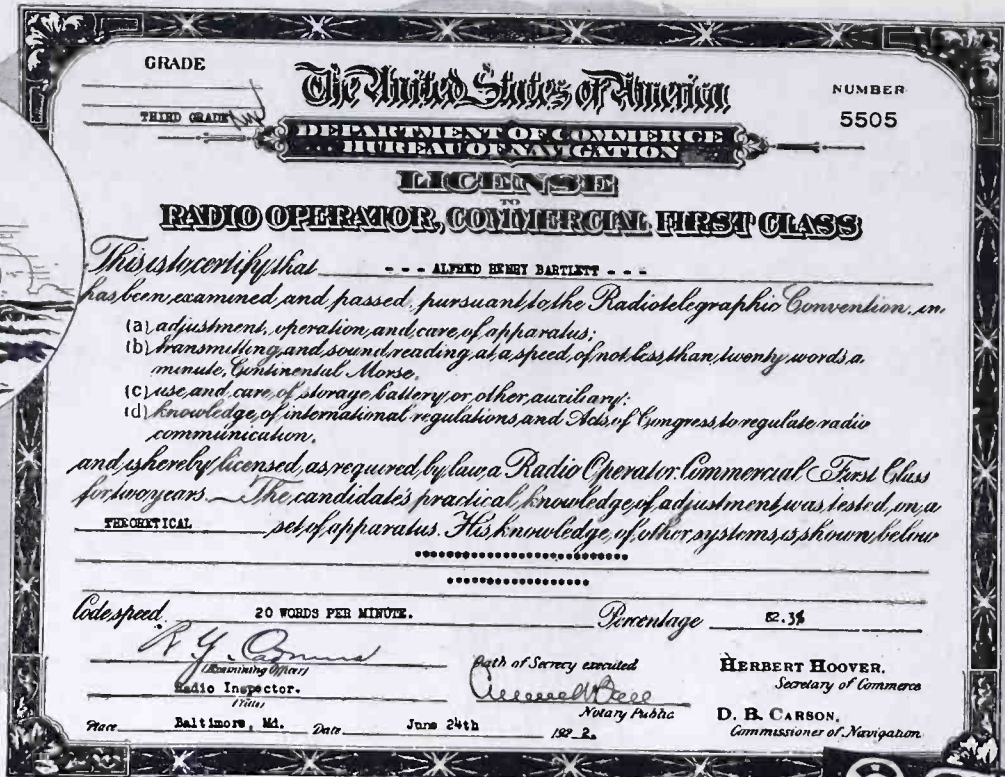 GRADE
THIRD GRADE
The United States of America
NUMBER
5505
DEPARTMENT OF COMMERCE
BUREAU OF NAVIGATION
LICENSE
TO
RADIO OPERATOR, COMMERCIAL FIRST CLASS
This is to certify that - - - ALFRED HENRY BARTLETT - - -
has been examined and passed, pursuant to the Radiotelegraphic Convention, in
(a) adjustment, operation and care of apparatus;
(b) transmitting and sound reading at a speed of not less than twenty words a
minute, Continental Morse,
(c) use and care of storage battery or other auxiliary;
(d) knowledge of international regulations and Acts of Congress to regulate radio
communication.
and is hereby licensed, as required by law a Radio Operator Commercial First Class
for two years. The candidate's practical knowledge of adjustment was tested on a
THEORETICAL set of apparatus. His knowledge of other systems is shown below
Code speed 20 WORDS PER MINUTE. Percentage
(Examining Officer)
Oath of Secrecy executed
HERBERT HOOVER,
Secretary of Commerce
Radio Inspector.
(Title)
Notary Public
D. B. CARSON,
Commissioner of Navigation
Place Baltimore, Md. Date June 24th 192 2.